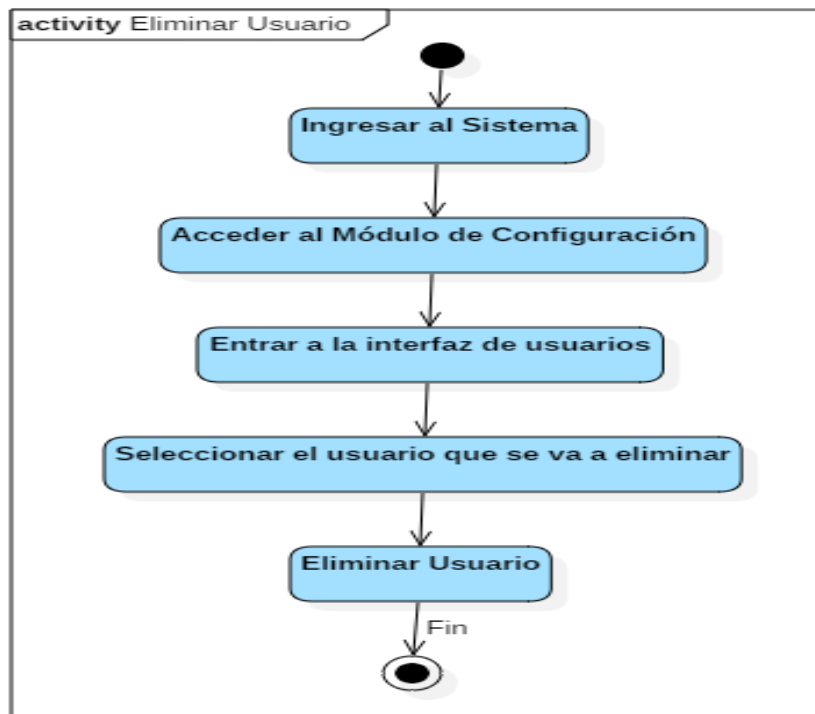 activity Eliminar Usuario
Ingresar al Sistema
Acceder al Módulo de Configuración
Entrar a la interfaz de usuarios
Seleccionar el usuario que se va a eliminar
Eliminar Usuario
Fin